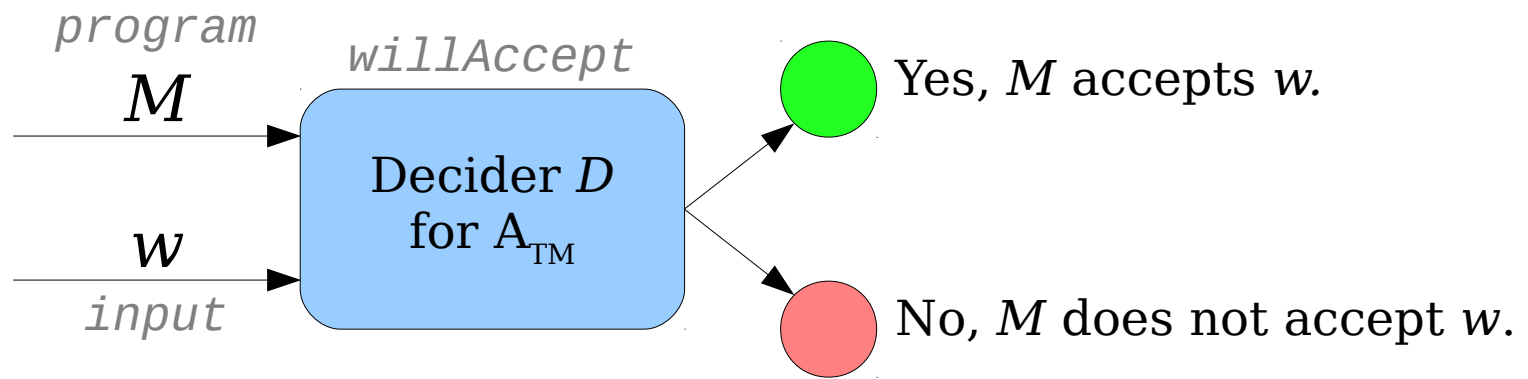 program
M
willAccept
Yes, M accepts w.
Decider D
for A_TM
w
input
No, M does not accept w.